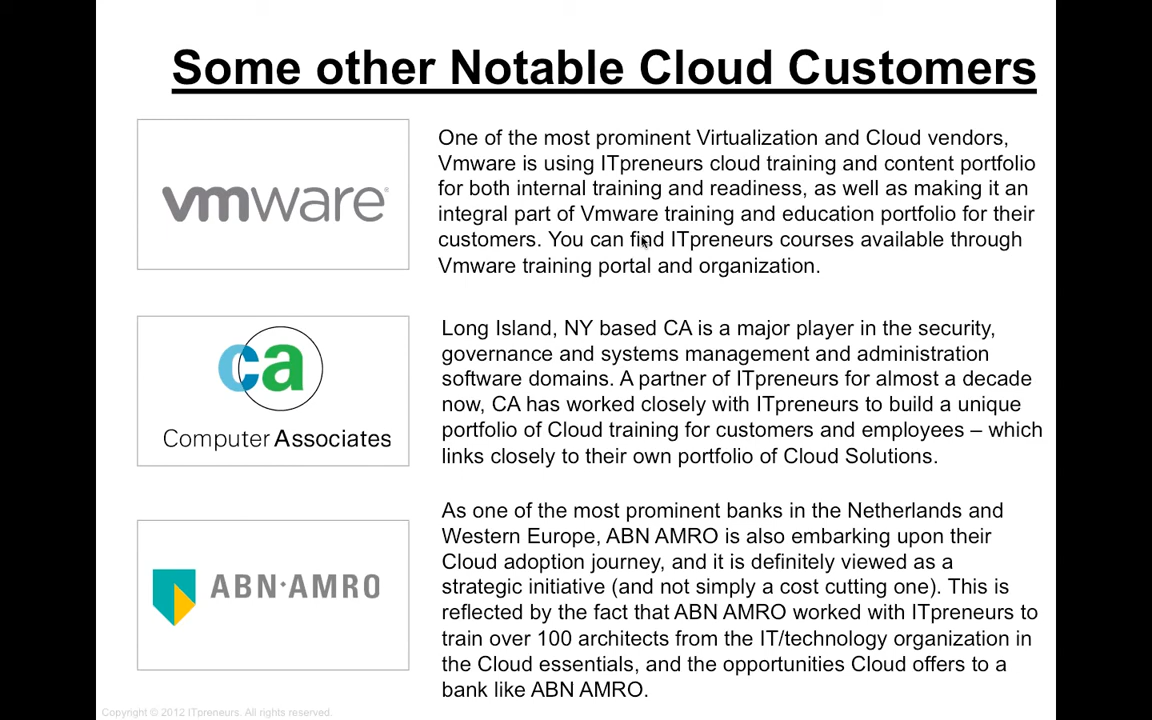 Some other Notable Cloud Customers
vmware®
One of the most prominent Virtualization and Cloud vendors,
Vmware is using ITpreneurs cloud training and content portfolio
for both internal training and readiness, as well as making it an
integral part of Vmware training and education portfolio for their
customers. You can find ITpreneurs courses available through
Vmware training portal and organization.
ca
Computer Associates
Long Island, NY based CA is a major player in the security,
governance and systems management and administration
software domains. A partner of ITpreneurs for almost a decade
now, CA has worked closely with ITpreneurs to build a unique
portfolio of Cloud training for customers and employees – which
links closely to their own portfolio of Cloud Solutions.
ABN·AMRO
As one of the most prominent banks in the Netherlands and
Western Europe, ABN AMRO is also embarking upon their
Cloud adoption journey, and it is definitely viewed as a
strategic initiative (and not simply a cost cutting one). This is
reflected by the fact that ABN AMRO worked with ITpreneurs to
train over 100 architects from the IT/technology organization in
the Cloud essentials, and the opportunities Cloud offers to a
bank like ABN AMRO.
Copyright © 2012 ITpreneurs. All rights reserved.